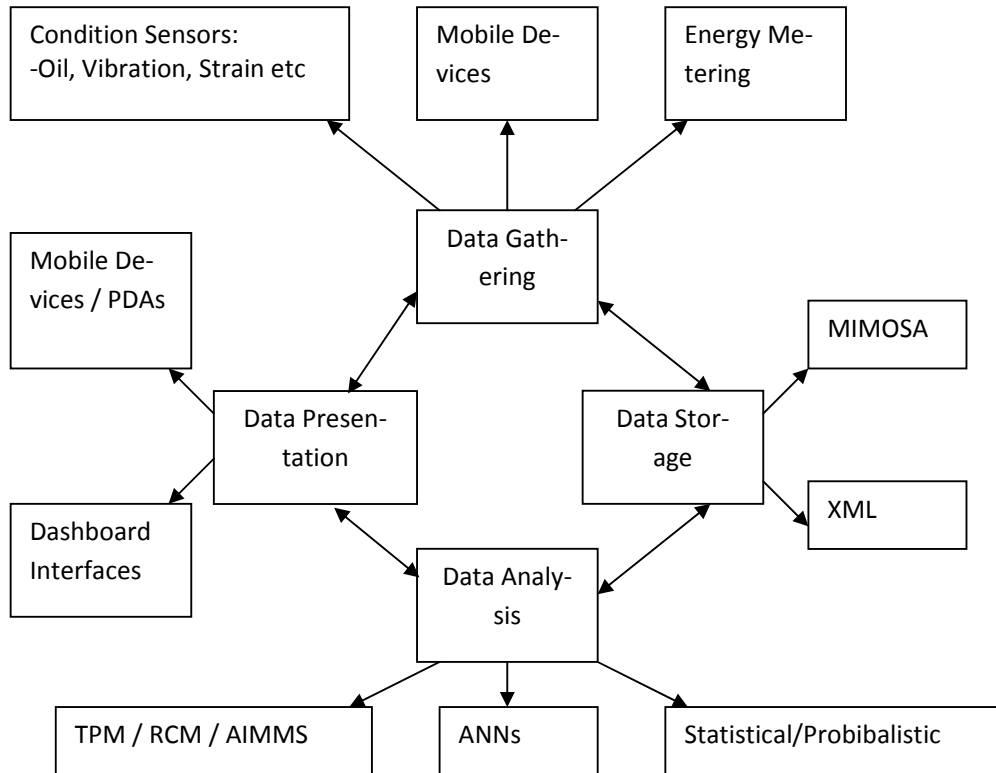 Condition Sensors:
-Oil, Vibration, Strain etc
Mobile De-
vices
Energy Me-
tering
Data Gath-
ering
Mobile De-
vices / PDAs
MIMOSA
Data Presen-
tation
Data Stor-
age
XML
Dashboard
Interfaces
Data Analy-
sis
TPM / RCM / AIMMS
ANNs
Statistical/Probibalistic